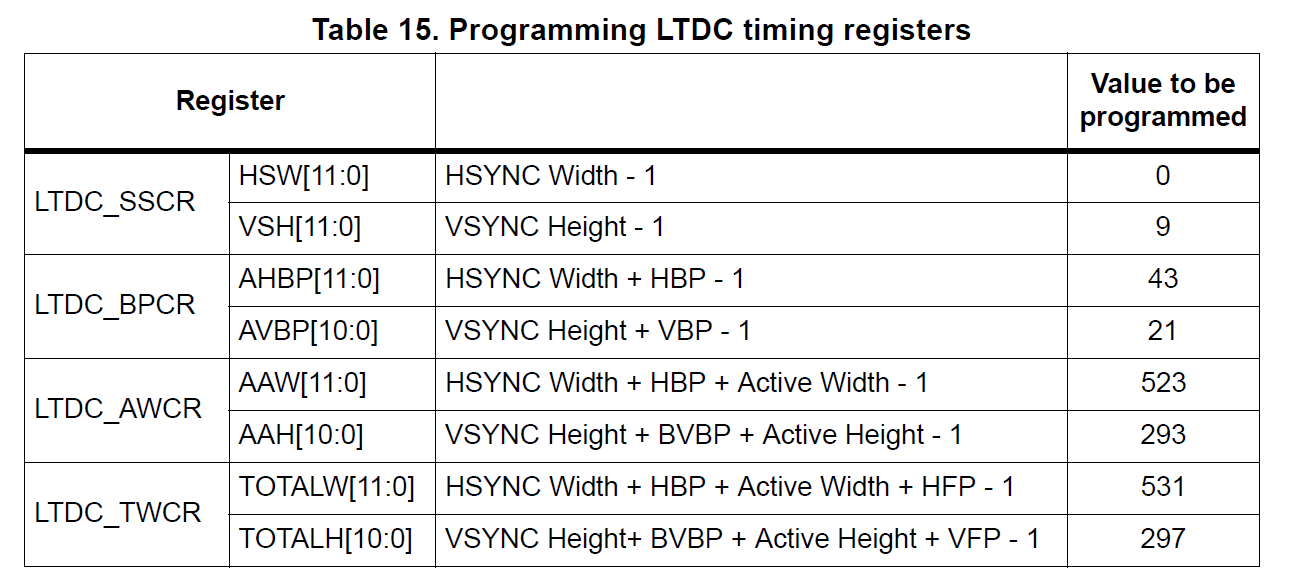 Table 15. Programming LTDC timing registers
Register
Value to be
programmed
LTDC_SSCR
HSW[11:0]
HSYNC Width - 1
0
VSH[11:0]
VSYNC Height - 1
9
LTDC_BPCR
AHBP[11:0]
HSYNC Width + HBP - 1
43
AVBP[10:0]
VSYNC Height + VBP - 1
21
LTDC_AWCR
AAW[11:0]
HSYNC Width + HBP + Active Width - 1
523
AAH[10:0]
VSYNC Height + BVBP + Active Height - 1
293
LTDC_TWCR
TOTALW[11:0]
HSYNC Width + HBP + Active Width + HFP - 1
531
TOTALH[10:0]
VSYNC Height+ BVBP + Active Height + VFP - 1
297